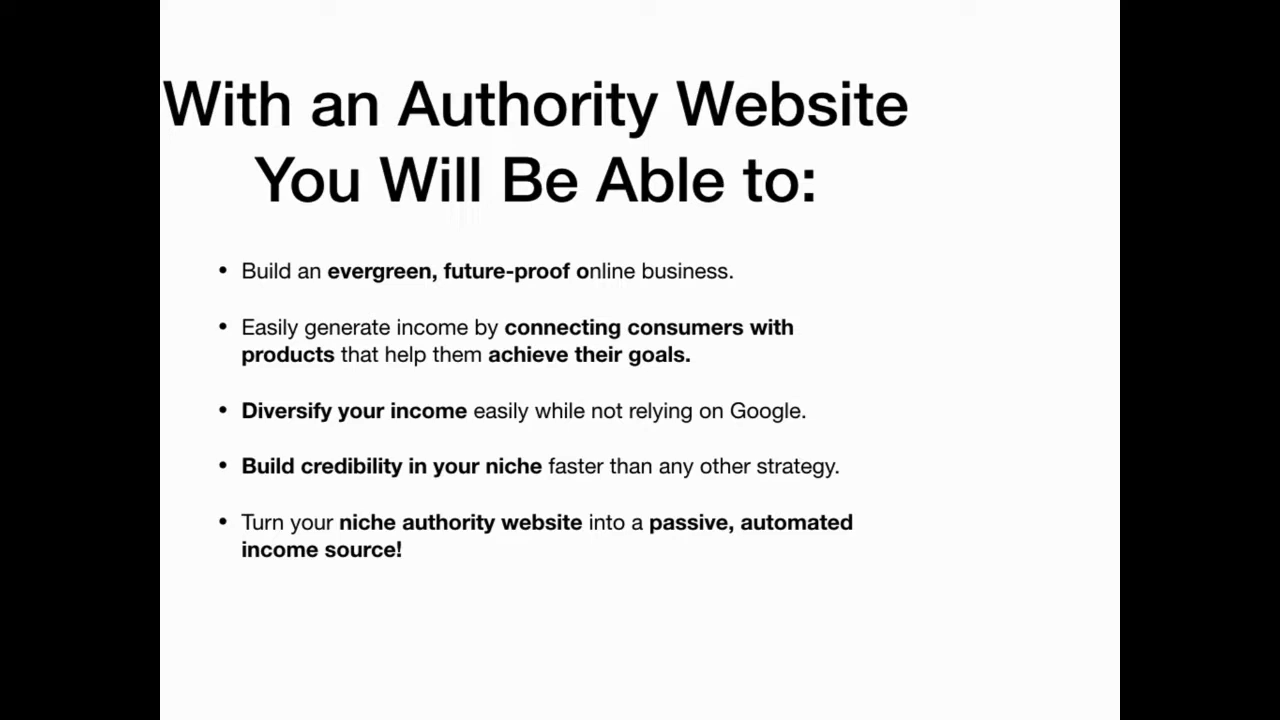 With an Authority Website
You Will Be Able to:
• Build an evergreen, future-proof online business.
• Easily generate income by connecting consumers with
products that help them achieve their goals.
• Diversify your income easily while not relying on Google.
• Build credibility in your niche faster than any other strategy.
• Turn your niche authority website into a passive, automated
income source!